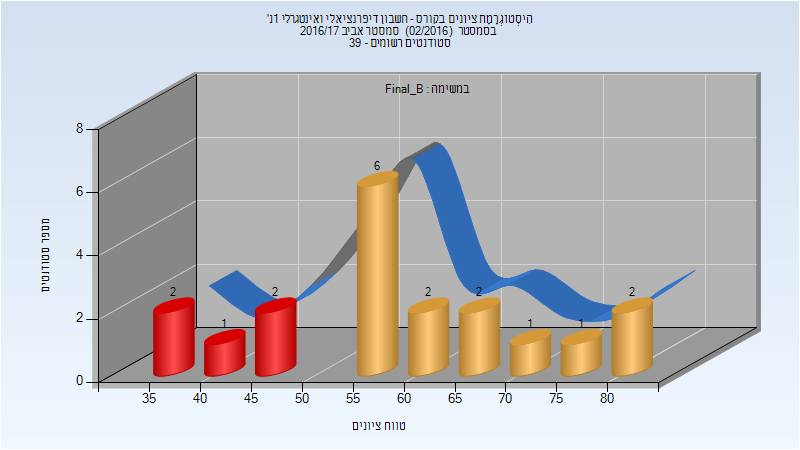 הִיסְטוֹגְרָמַת ציונים בקורס - חשבון דיפרנציאלי ואינטגרלי 1נ'
בסמסטר (02/2016) סמסטר אביב 2016/17
סטודנטים רשומים - 39
במשימה : Final_B
מספר סטודנטים
8
6
4
2
0
2
1
2
6
2
2
1
1
2
35 40 45 50 55 60 65 70 75 80
טווח ציונים